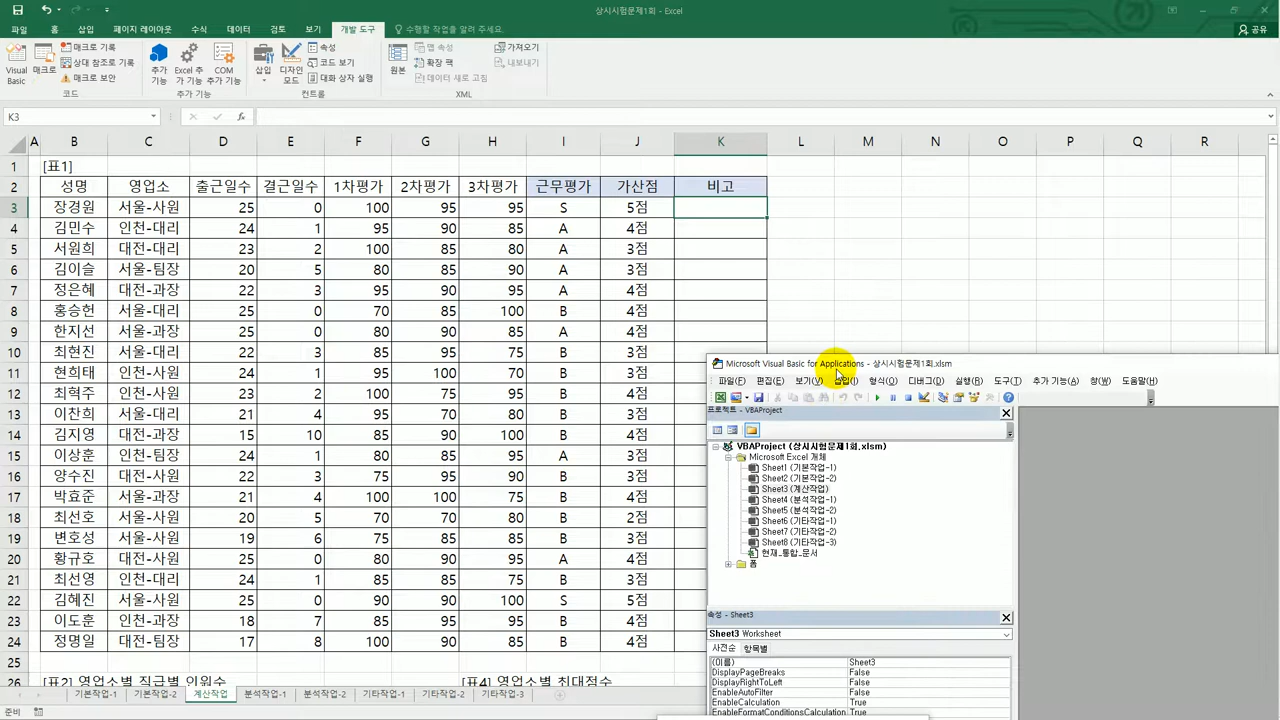 상시시험문제1회 - Excel
파일 홈 삽입 페이지 레이아웃 수식 데이터 검토 보기 개발 도구 수행할 작업을 알려 주세요. 공유
Visual Basic 매크로 매크로 기록 상대 참조로 기록 매크로 보안 추가 기능 Excel 추가 기능 COM 추가 기능 삽입 디자인 모드 속성 코드 보기 대화 상자 실행 원본 맵 속성 확장 팩 데이터 새로 고침 가져오기 내보내기
코드 추가 기능 컨트롤 XML
K3 fx
A B C D E F G H I J K L M N O P Q R
1 [표1]
2 성명 영업소 출근일수 결근일수 1차평가 2차평가 3차평가 근무평가 가산점 비고
3 장경원 서울-사원 25 0 100 95 95 S 5점
4 김민수 인천-대리 24 1 95 90 85 A 4점
5 서원희 대전-대리 23 2 100 85 80 A 3점
6 김이슬 서울-팀장 20 5 80 85 90 A 3점
7 정은혜 대전-과장 22 3 95 90 95 A 4점
8 홍승헌 서울-대리 25 0 70 85 100 B 4점
9 한지선 서울-과장 25 0 80 90 85 A 4점
10 최현진 서울-대리 22 3 85 95 75 B 3점
11 현희태 인천-대리 24 1 95 70 100 B 4점
12 최혁주 인천-대리 23 2 70 85 90 B 4점
13 이찬희 서울-대리 21 4 95 70 80 B 3점
14 김지영 대전-과장 15 10 85 90 100 B 4점
15 이상훈 인천-팀장 24 1 80 85 95 A 3점
16 양수진 인천-사원 22 3 75 95 90 B 3점
17 박효준 서울-과장 21 4 100 100 75 B 4점
18 최선호 서울-사원 20 5 70 70 80 B 2점
19 변호성 서울-사원 19 6 75 85 85 B 3점
20 황규호 대전-사원 25 0 80 90 95 A 4점
21 최선영 인천-대리 24 1 85 85 75 B 3점
22 김혜진 서울-사원 25 0 90 90 100 S 5점
23 이도훈 인천-과장 18 7 85 95 95 B 4점
24 정명일 대전-팀장 17 8 100 90 85 B 4점
25
26 [표2] 영업소별 직급별 인원수 [표4] 영업소별 최대점수
기본작업-1 기본작업-2 계산작업 분석작업-1 분석작업-2 기타작업-1 기타작업-2 기타작업-3
준비
Microsoft Visual Basic for Applications - 상시시험문제1회.xlsm
파일(F) 편집(E) 보기(V) 삽입(I) 형식(O) 디버그(D) 실행(R) 도구(T) 추가 기능(A) 창(W) 도움말(H)
프로젝트 - VBAProject
VBAProject (상시시험문제1회.xlsm)
Microsoft Excel 개체
Sheet1 (기본작업-1)
Sheet2 (기본작업-2)
Sheet3 (계산작업)
Sheet4 (분석작업-1)
Sheet5 (분석작업-2)
Sheet6 (기타작업-1)
Sheet7 (기타작업-2)
Sheet8 (기타작업-3)
현재_통합_문서
폼
속성 - Sheet3
Sheet3 Worksheet
사전순 항목별
(이름) Sheet3
DisplayPageBreaks False
DisplayRightToLeft False
EnableAutoFilter False
EnableCalculation True
EnableFormatConditionsCalculation True